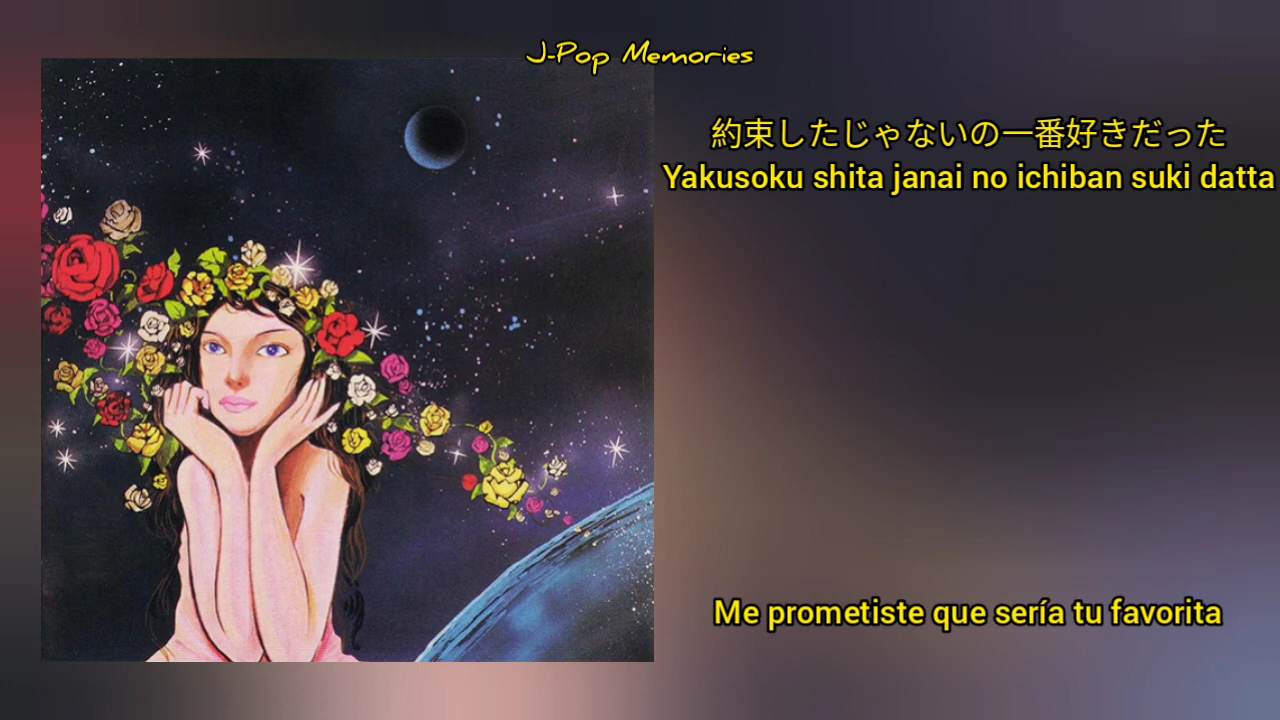 J-Pop Memories
約束したじゃないの一番好きだった
Yakusoku shita janai no ichiban suki datta
Me prometiste que sería tu favorita